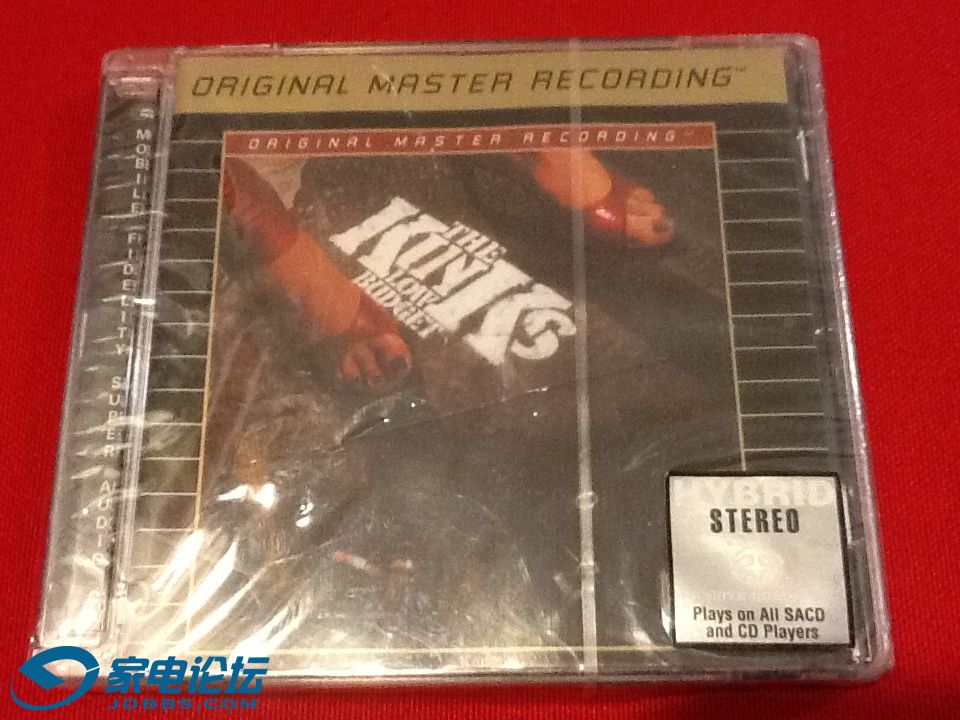 ORIGINAL MASTER RECORDING™
ORIGINAL MASTER RECORDING™
MOBILE FIDELITY SUPER AUDIO
THE
KINKS
LOW
BUDGET
HYBRID
STEREO
Plays on All SACD
and CD Players
家电论坛
JDBBS.COM